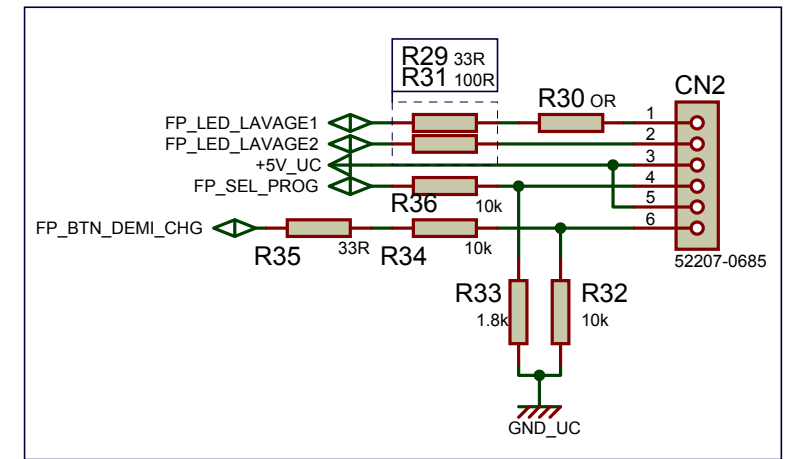 R29 33R
R31 100R
CN2
R30 OR
FP_LED_LAVAGE1
1
FP_LED_LAVAGE2
2
+5V_UC
3
FP_SEL_PROG
4
R36 10k
5
FP_BTN_DEMI_CHG
6
R35 33R
R34 10k
52207-0685
R33 1.8k
R32 10k
GND_UC